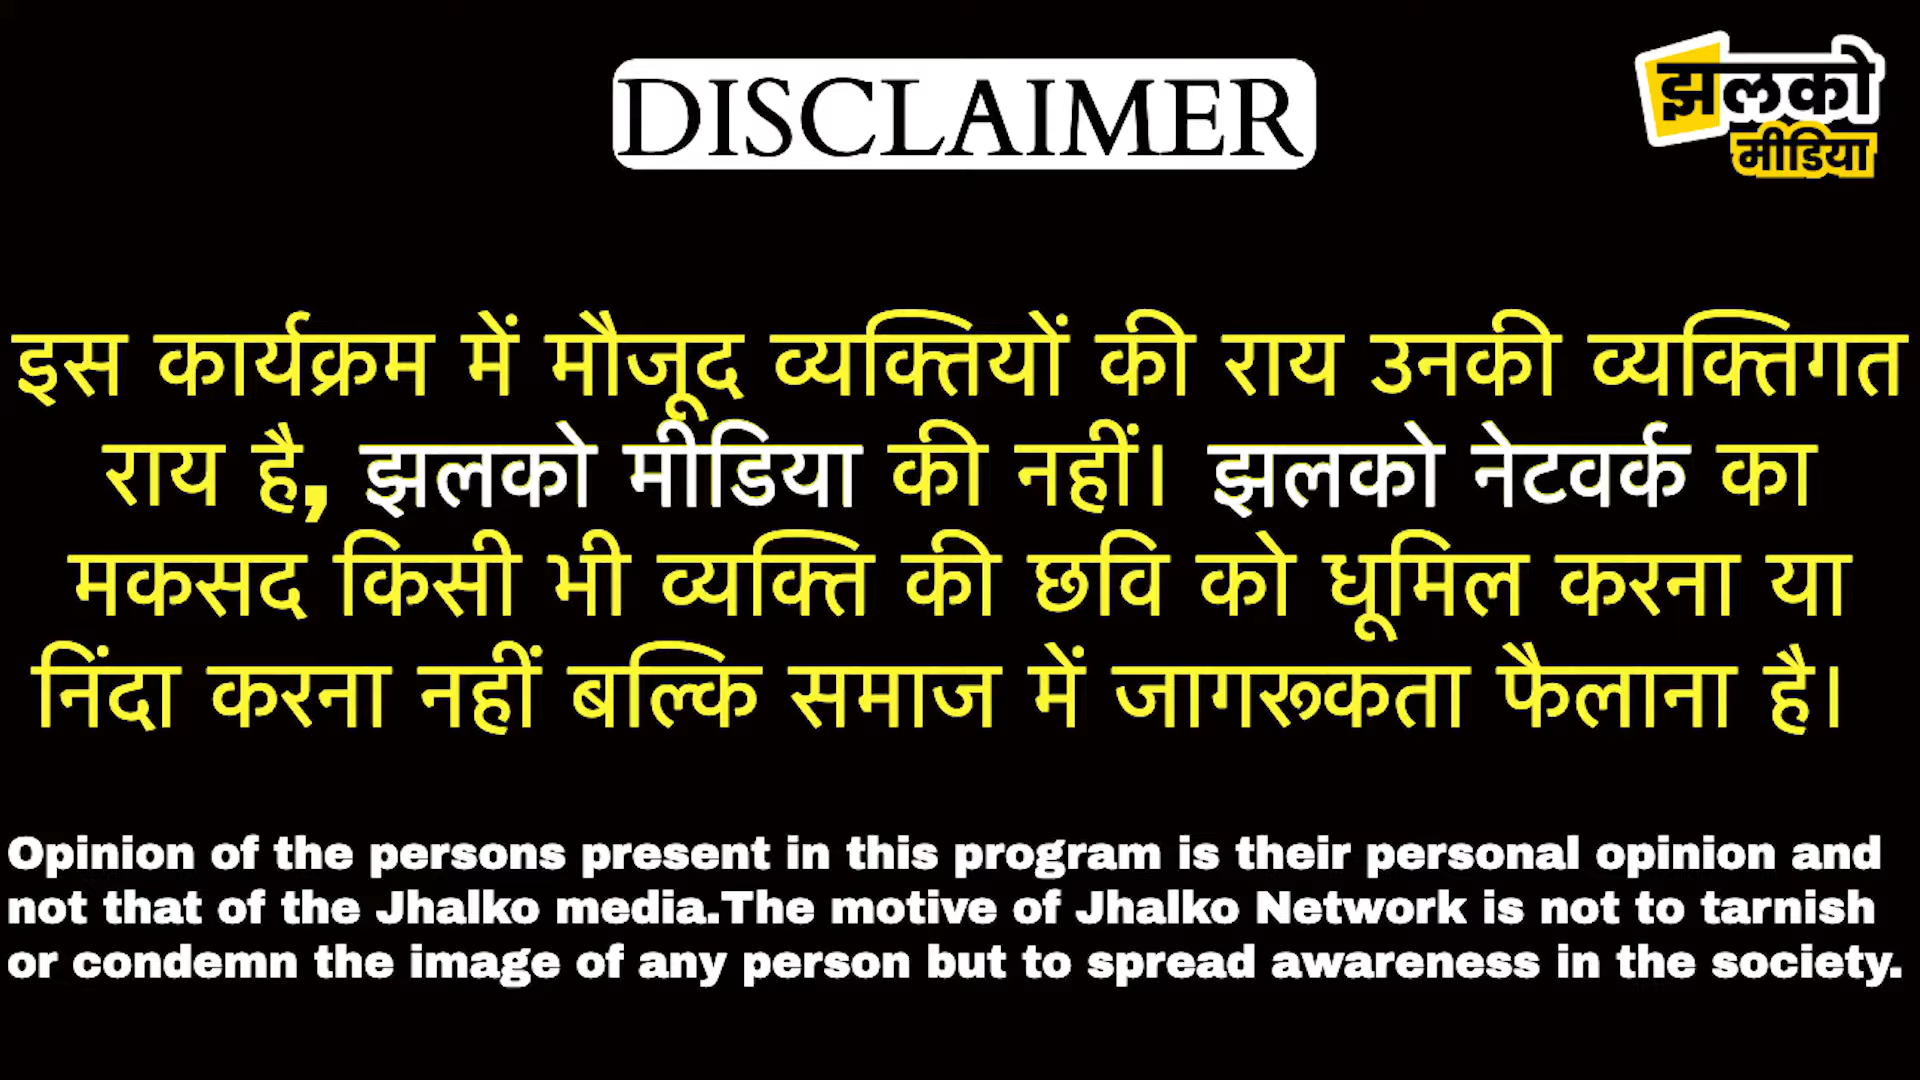 DISCLAIMER
झलको
मीडिया
इस कार्यक्रम में मौजूद व्यक्तियों की राय उनकी व्यक्तिगत
राय है, झलको मीडिया की नहीं। झलको नेटवर्क का
मकसद किसी भी व्यक्ति की छवि को धूमिल करना या
निंदा करना नहीं बल्कि समाज में जागरूकता फैलाना है।
Opinion of the persons present in this program is their personal opinion and
not that of the Jhalko media.The motive of Jhalko Network is not to tarnish
or condemn the image of any person but to spread awareness in the society.